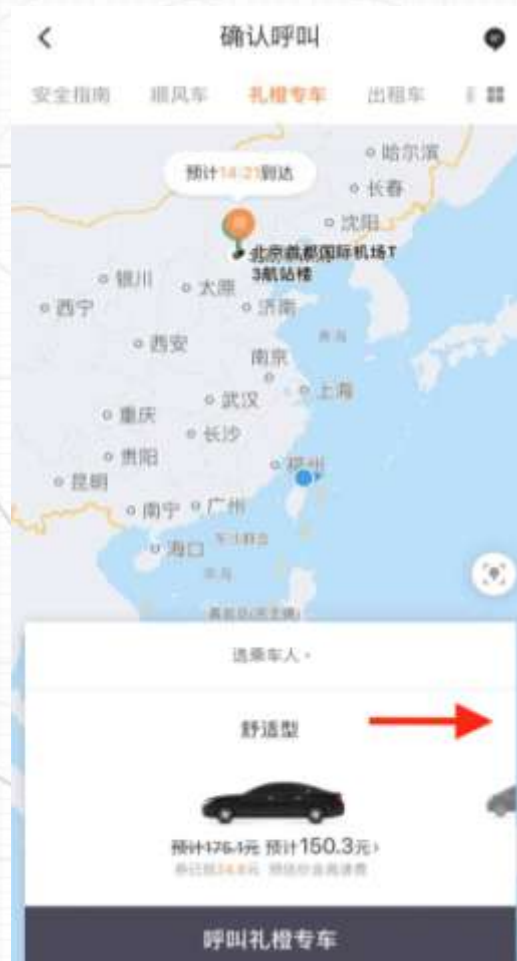 确认呼叫
安全指南 顺风车 礼橙专车 出租车
预计14:21到达
哈尔滨
长春
沈阳
北京首都国际机场T
3航站楼
银川
太原
西宁
济南
西安
南京
上海
武汉
重庆
长沙
贵阳
福州
昆明
南宁 广州
海口
选乘车人
舒适型
预计175.1元 预计150.3元
呼叫礼橙专车